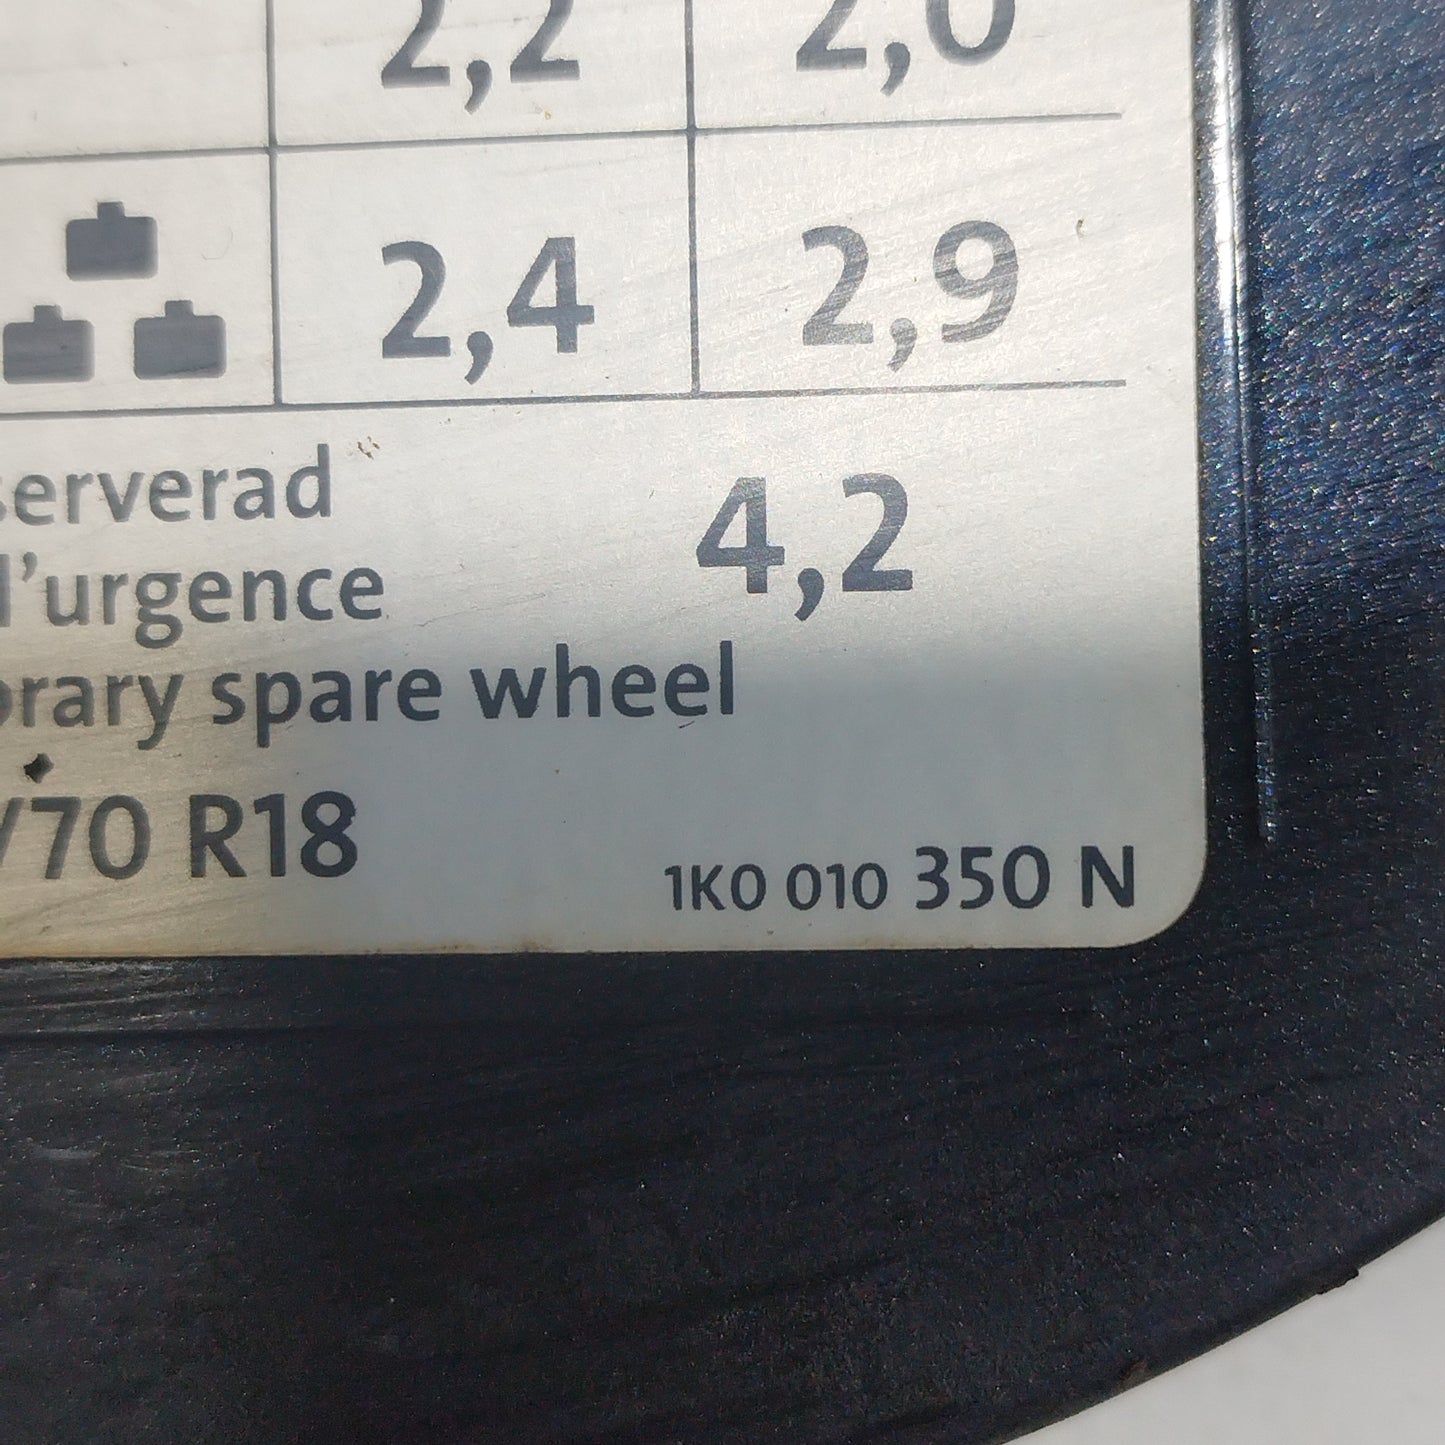 2,2 2,0
2,4 2,9
serverad
4,2
d'urgence
orary spare wheel
/70 R18
1K0 010 350 N